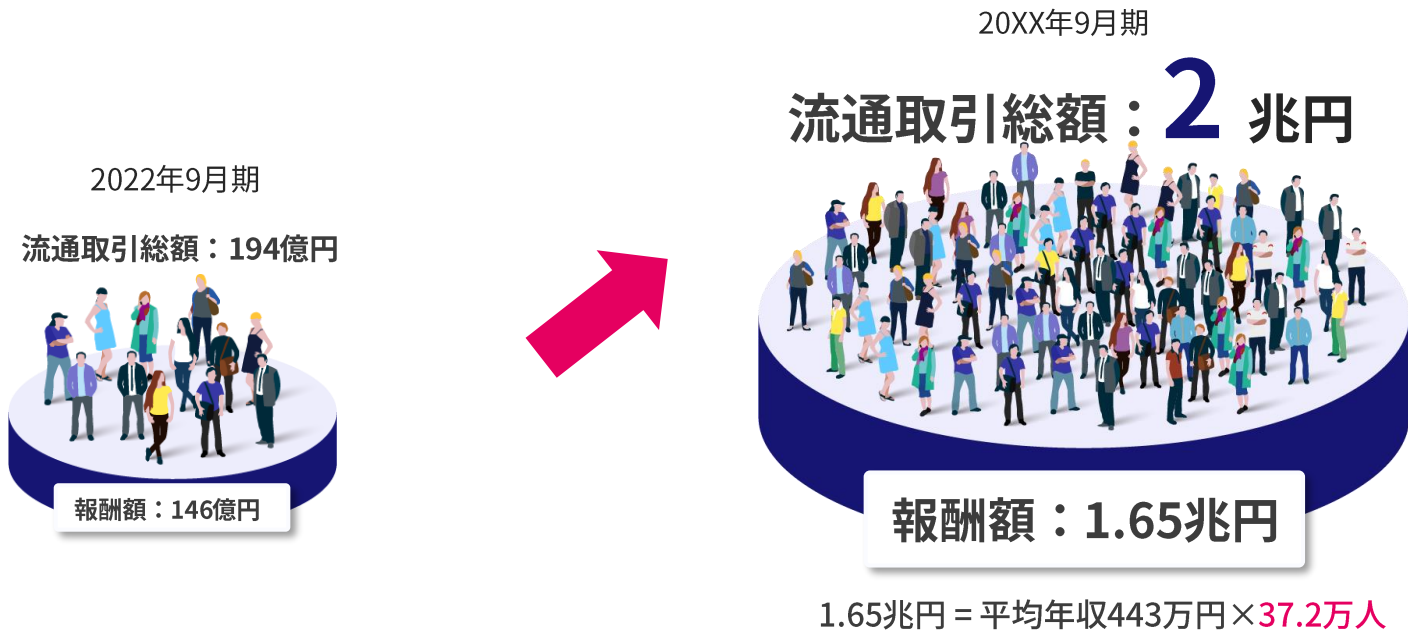 2022年9月期
流通取引総額：194億円
報酬額：146億円
20XX年9月期
流通取引総額：2 兆円
報酬額：1.65兆円
1.65兆円 = 平均年収443万円×37.2万人